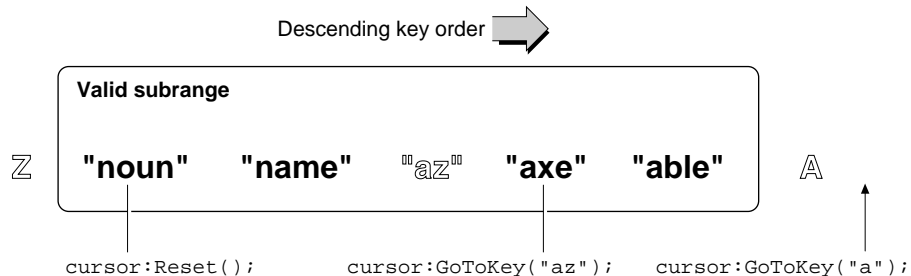 Descending key order
Valid subrange
Z "noun" "name" "az" "axe" "able" A
cursor:Reset(); cursor:GoToKey("az"); cursor:GoToKey("a");